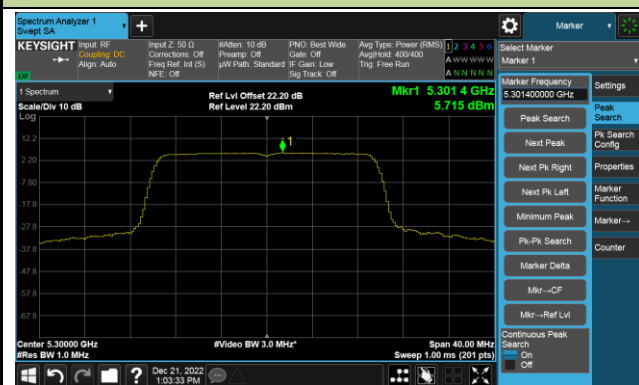 Spectrum Analyzer 1
Swept SA
Marker
KEYSIGHT Input: RF
Coupling: DC
Align: Auto
Input Z: 50 Ω
Corrections: Off
Freq Ref: Int (S)
NFE: Off
#Atten: 10 dB
Preamp: Off
µW Path: Standard
PNO: Best Wide
Gate: Off
IF Gain: Low
Sig Track: Off
Avg Type: Power (RMS)
Avg|Hold: 400/400
Trig: Free Run
1 2 3 4 5 6
A W W W W W
A N N N N N
Select Marker
Marker 1
LVI
1 Spectrum
Scale/Div 10 dB
Log
Ref Lvl Offset 22.20 dB
Ref Level 22.20 dBm
Mkr1 5.301 4 GHz
5.715 dBm
1
12.2
2.20
-7.80
-17.8
-27.8
-37.8
-47.8
-57.8
-67.8
Center 5.30000 GHz
#Res BW 1.0 MHz
#Video BW 3.0 MHz*
Span 40.00 MHz
Sweep 1.00 ms (201 pts)
Marker Frequency
5.301400000 GHz
Peak Search
Next Peak
Next Pk Right
Next Pk Left
Minimum Peak
Pk-Pk Search
Marker Delta
Mkr→CF
Mkr→Ref Lvl
Continuous Peak
Search
On
Off
Settings
Peak
Search
Pk Search
Config
Properties
Marker
Function
Marker→
Counter
?
Dec 21, 2022
1:03:33 PM